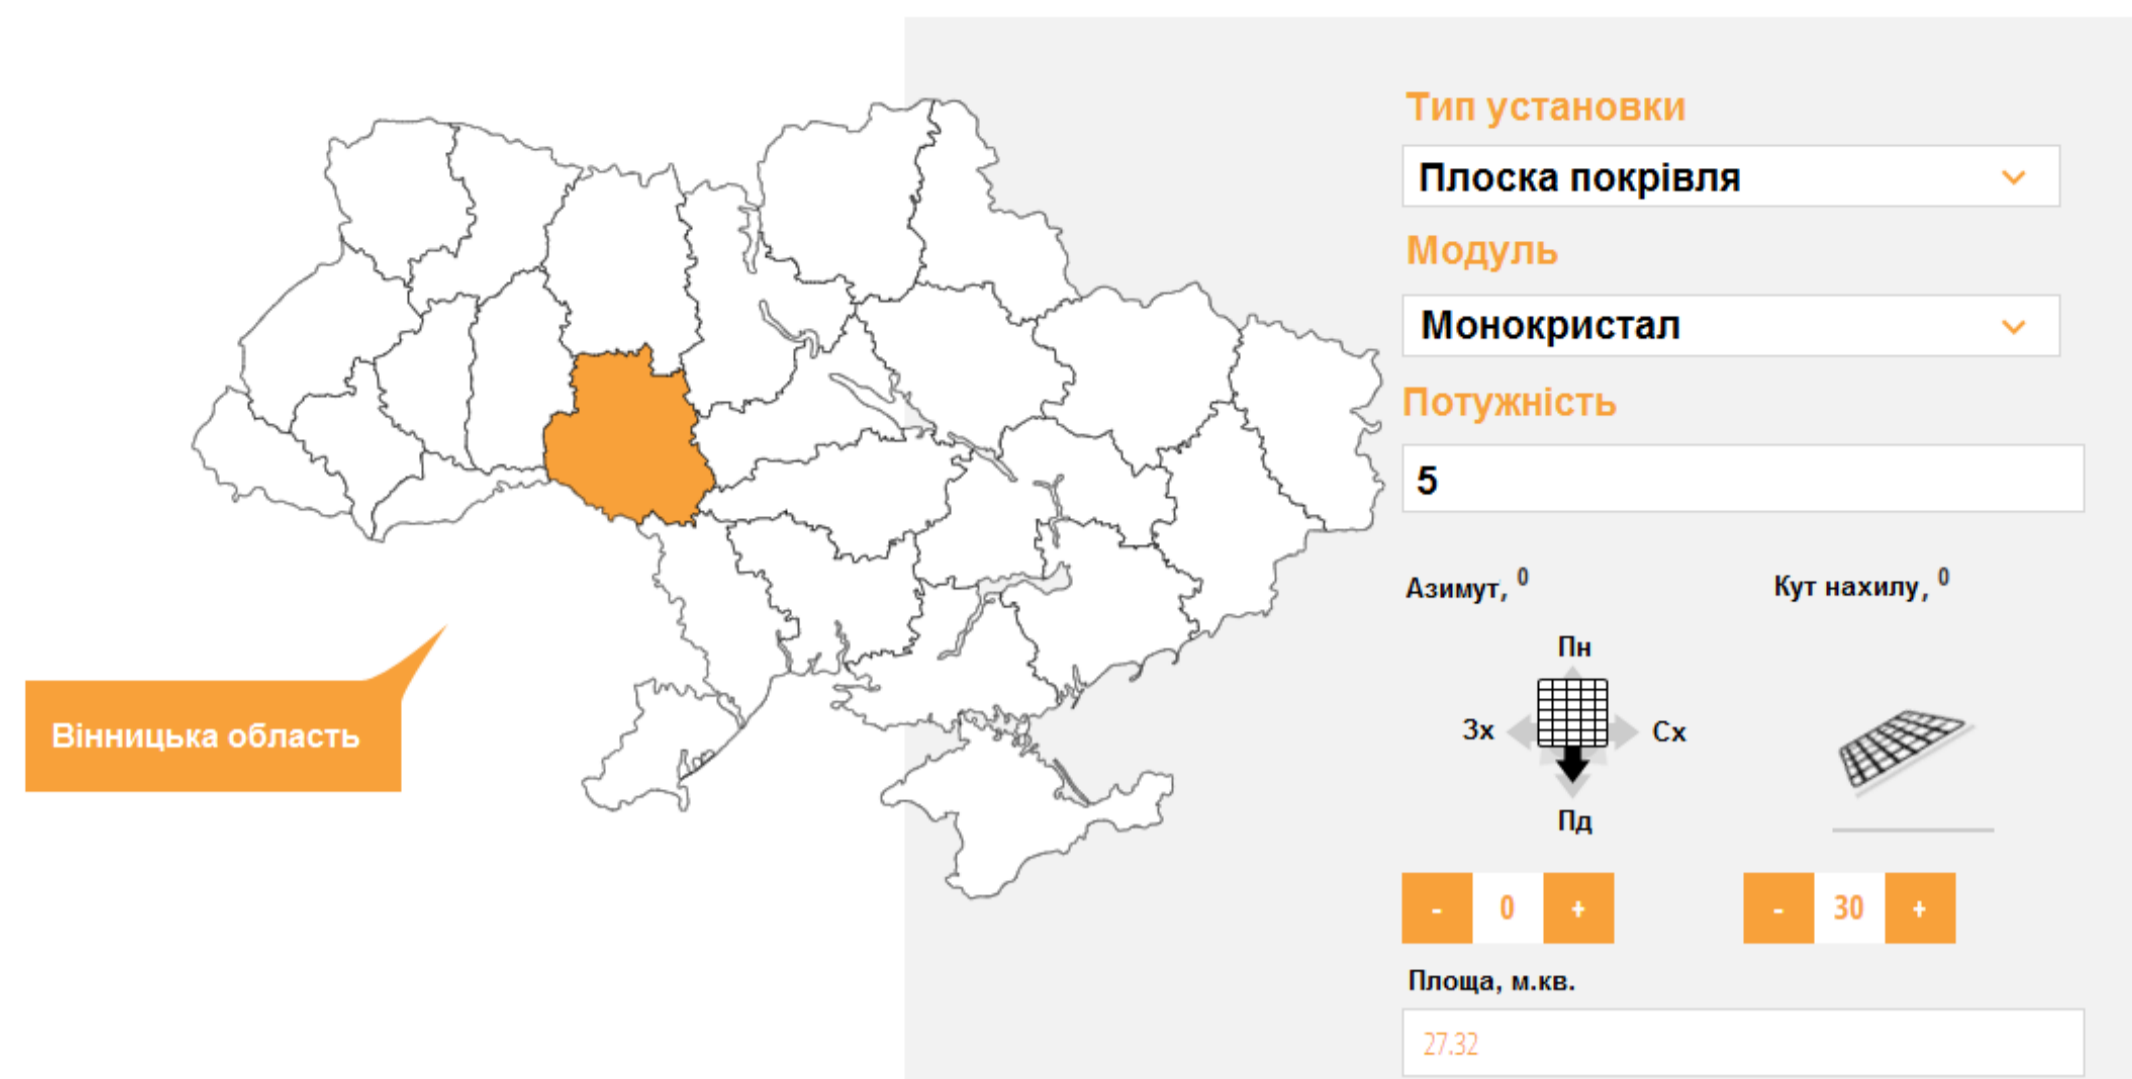 Вінницька область
Тип установки
Плоска покрівля
Модуль
Монокристал
Потужність
5
Азимут, 0
Кут нахилу, 0
Пн
Зх
Сх
Пд
- 0 +
- 30 +
Площа, м.кв.
27.32